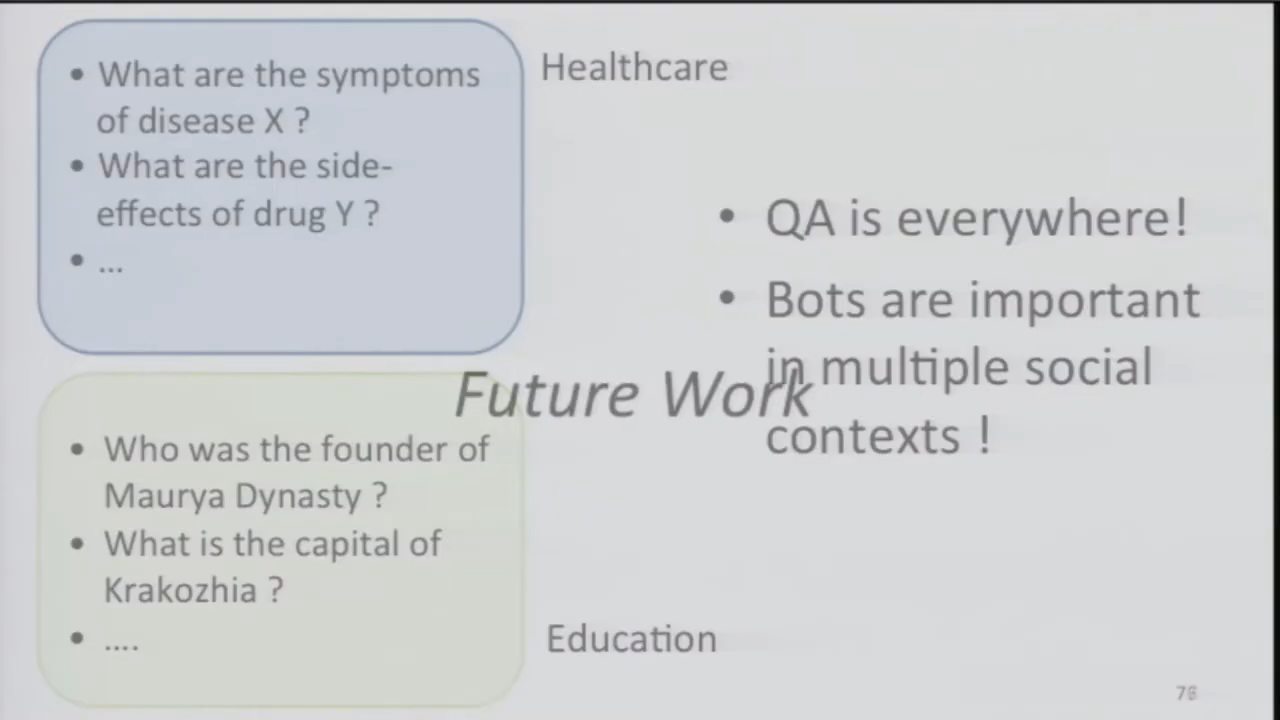 • What are the symptoms
of disease X ?
• What are the side-
effects of drug Y ?
• ...
Healthcare
• QA is everywhere!
• Bots are important
in multiple social
contexts !
Future Work
• Who was the founder of
Maurya Dynasty ?
• What is the capital of
Krakozhia ?
• ....
Education